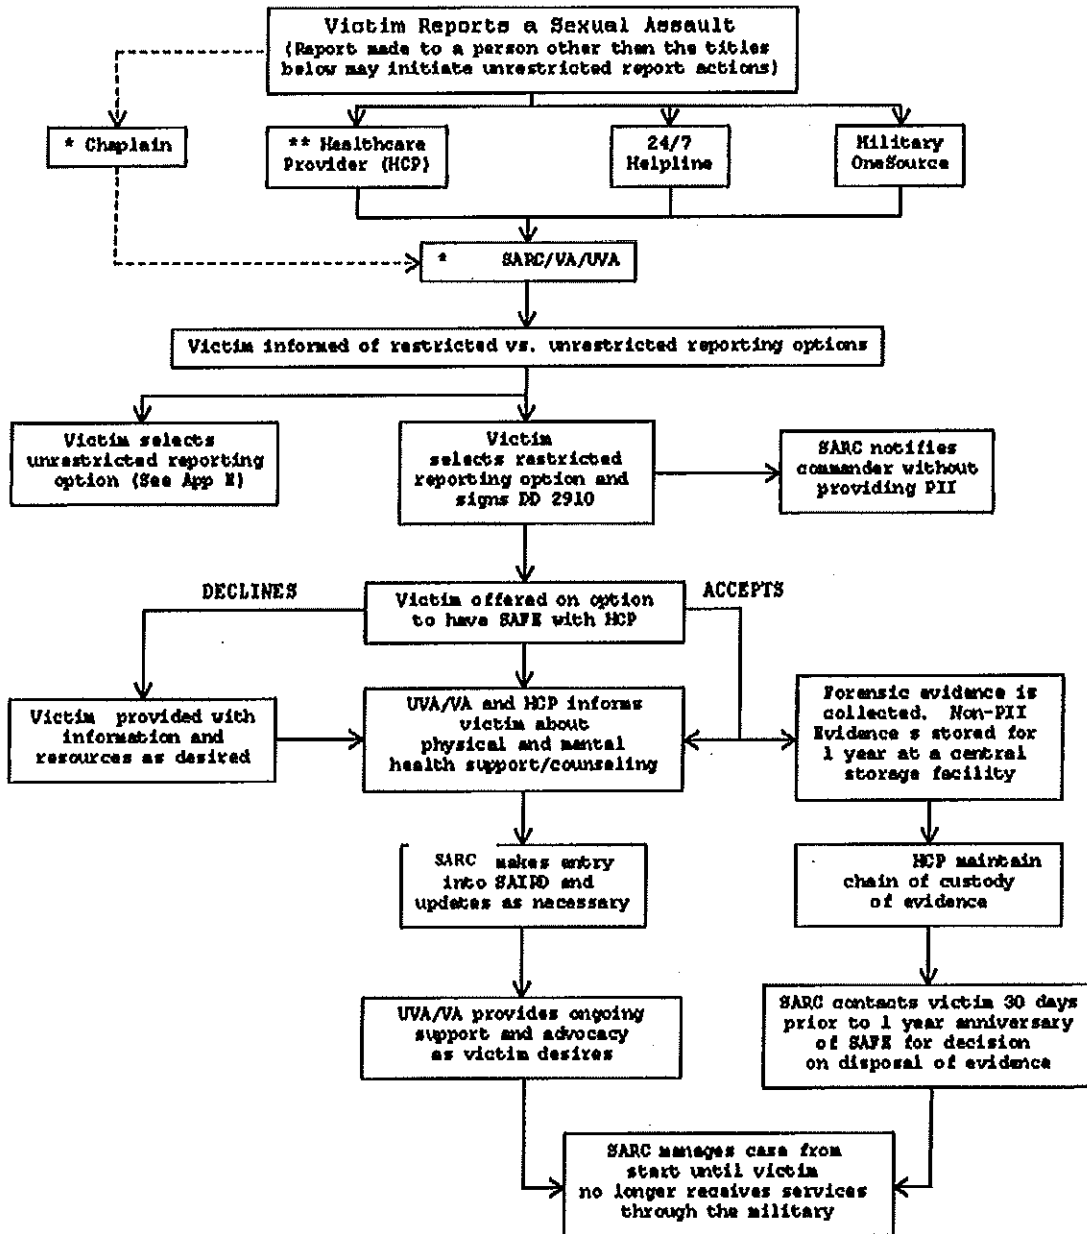 Victim Reports a Sexual Assault
(Report made to a person other than the titles
below may initiate unrestricted report actions)
* Chaplain
** Healthcare
Provider (HCP)
24/7
Helpline
Military
OneSource
* SARC/VA/UVA
Victim informed of restricted vs. unrestricted reporting options
Victim selects
unrestricted reporting
option (See App E)
Victim
selects restricted
reporting option and
signs DD 2910
SARC notifies
commander without
providing PII
DECLINES
ACCEPTS
Victim offered on option
to have SAFE with HCP
Victim provided with
information and
resources as desired
UVA/VA and HCP informs
victim about
physical and mental
health support/counseling
Forensic evidence is
collected. Non-PII
Evidence s stored for
1 year at a central
storage facility
SARC makes entry
into SAIRD and
updates as necessary
HCP maintain
chain of custody
of evidence
UVA/VA provides ongoing
support and advocacy
as victim desires
SARC contacts victim 30 days
prior to 1 year anniversary
of SAFE for decision
on disposal of evidence
SARC manages case from
start until victim
no longer receives services
through the military